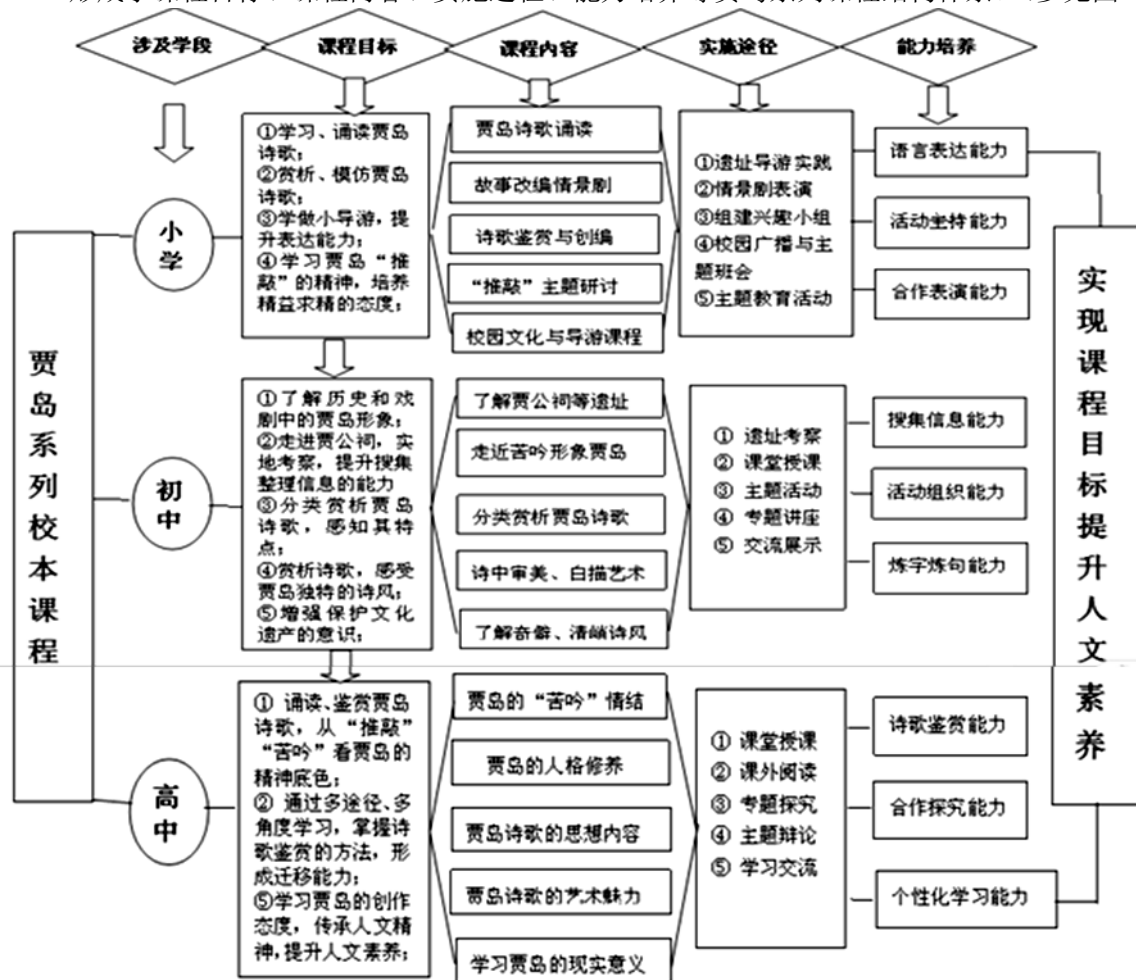 涉及学段
课程目标
课程内容
实施途径
能力培养
贾岛系列校本课程
小学
①学习、诵读贾岛
诗歌；
②赏析、模仿贾岛
诗歌；
③学做小导游，提
升表达能力；
④学习贾岛“推
敲”的精神，培养
精益求精的态度；
贾岛诗歌诵读
故事改编情景剧
诗歌鉴赏与创编
“推敲”主题研讨
校园文化与导游课程
①遗址导游实践
②情景剧表演
③组建兴趣小组
④校园广播与主
题班会
⑤主题教育活动
语言表达能力
活动主持能力
合作表演能力
初中
①了解历史和戏
剧中的贾岛形象；
②走进贾公祠，实
地考察，提升搜集
整理信息的能力
③分类赏析贾岛
诗歌，感知其特
点；
④赏析诗歌，感受
贾岛独特的诗风；
⑤增强保护文化
遗产的意识；
了解贾公祠等遗址
走近苦吟形象贾岛
分类赏析贾岛诗歌
诗中审美、白描艺术
了解奇僻、清峭诗风
① 遗址考察
② 课堂授课
③ 主题活动
④ 专题讲座
⑤ 交流展示
搜集信息能力
活动组织能力
炼字炼句能力
高中
① 诵读、鉴赏贾岛
诗歌，从“推敲”
“苦吟”看贾岛的
精神底色；
② 通过多途径、多
角度学习，掌握诗
歌鉴赏的方法，形
成迁移能力；
⑤学习贾岛的创作
态度，传承人文精
神，提升人文素养；
贾岛的“苦吟”情结
贾岛的人格修养
贾岛诗歌的思想内容
贾岛诗歌的艺术魅力
学习贾岛的现实意义
① 课堂授课
② 课外阅读
③ 专题探究
④ 主题辩论
⑤ 学习交流
诗歌鉴赏能力
合作探究能力
个性化学习能力
实现课程目标提升人文素养